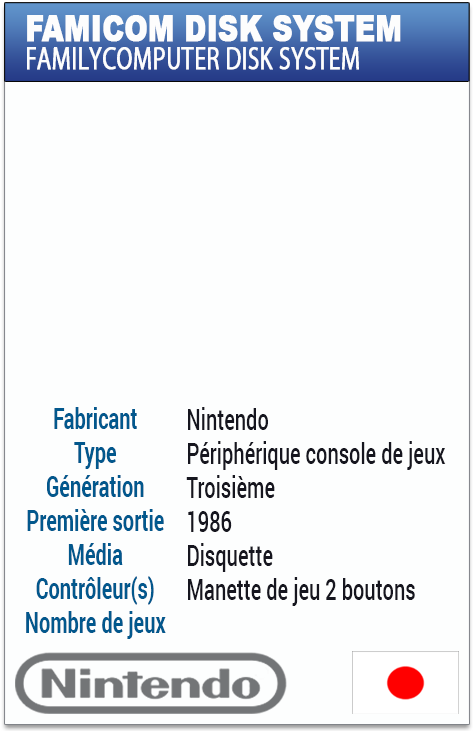 FAMICOM DISK SYSTEM
FAMILYCOMPUTER DISK SYSTEM
Fabricant Nintendo
Type Périphérique console de jeux
Génération Troisième
Première sortie 1986
Média Disquette
Contrôleur(s) Manette de jeu 2 boutons
Nombre de jeux
Nintendo